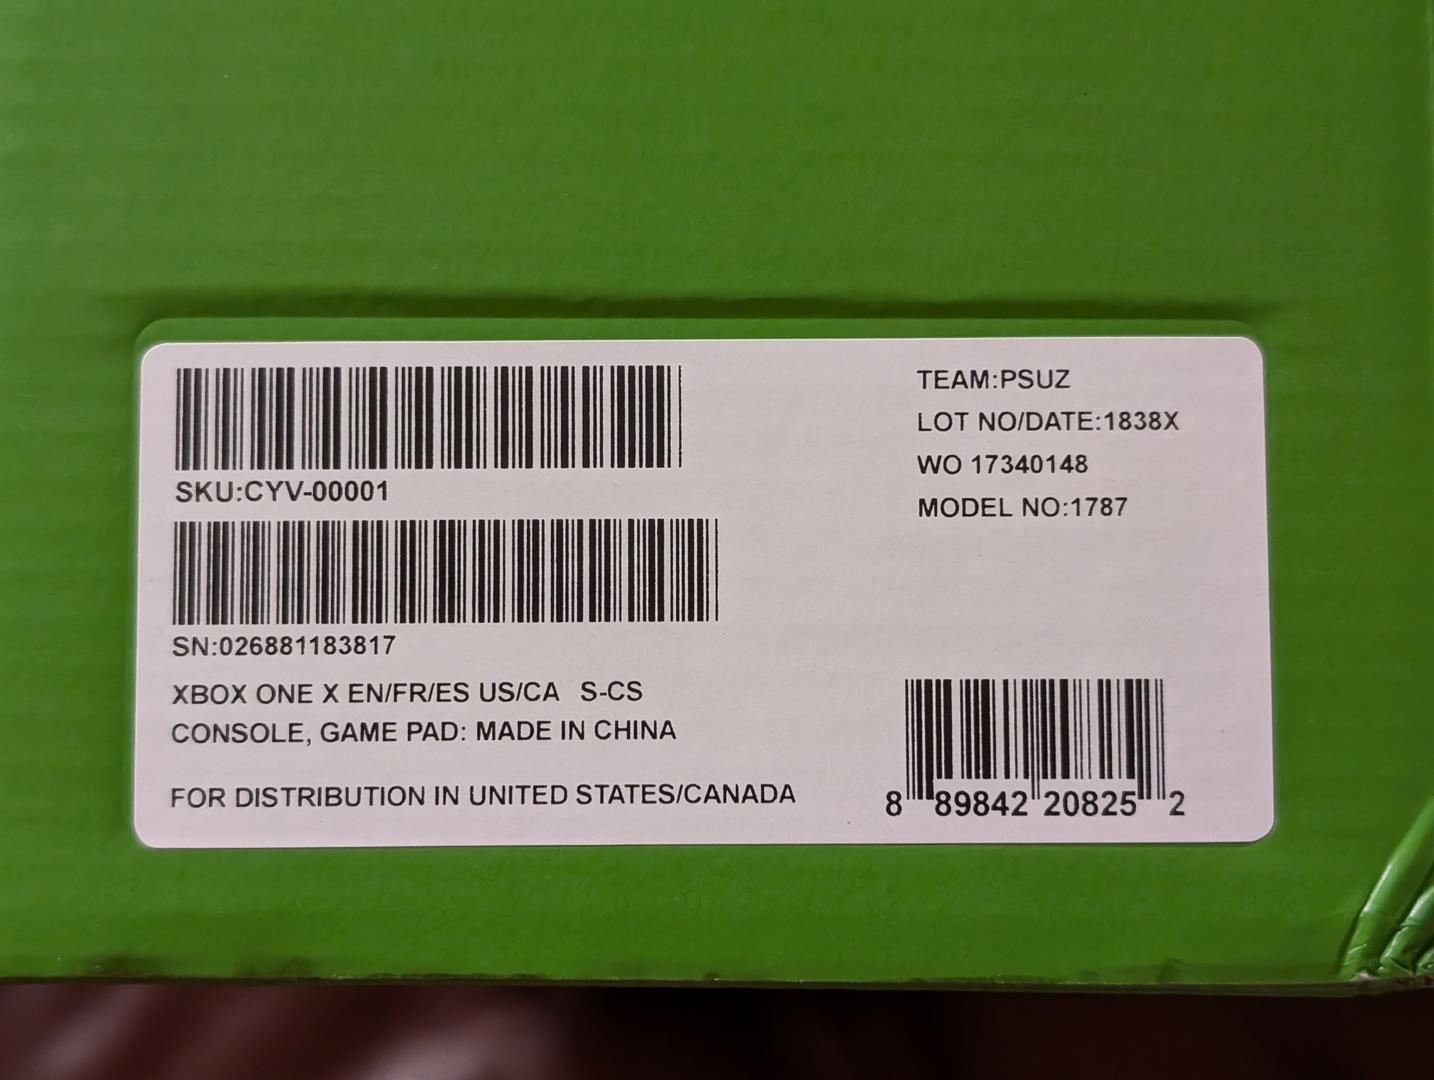 SKU:CYV-00001
SN:026881183817
XBOX ONE X EN/FR/ES US/CA S-CS
CONSOLE, GAME PAD: MADE IN CHINA
FOR DISTRIBUTION IN UNITED STATES/CANADA
TEAM:PSUZ
LOT NO/DATE:1838X
WO 17340148
MODEL NO:1787
8 89842 20825 2